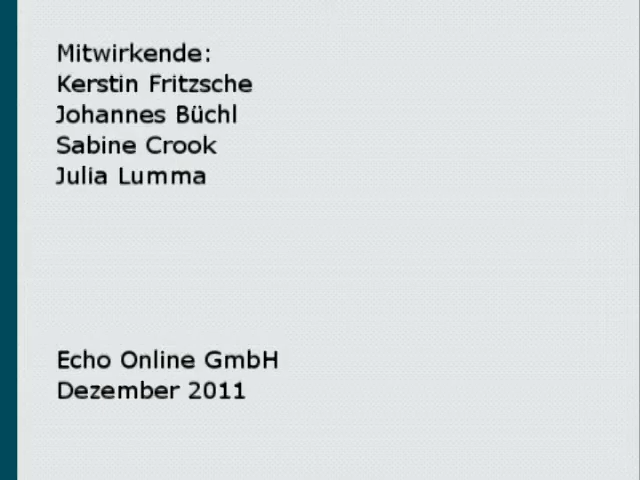 Mitwirkende:
Kerstin Fritzsche
Johannes Büchl
Sabine Crook
Julia Lumma
Echo Online GmbH
Dezember 2011